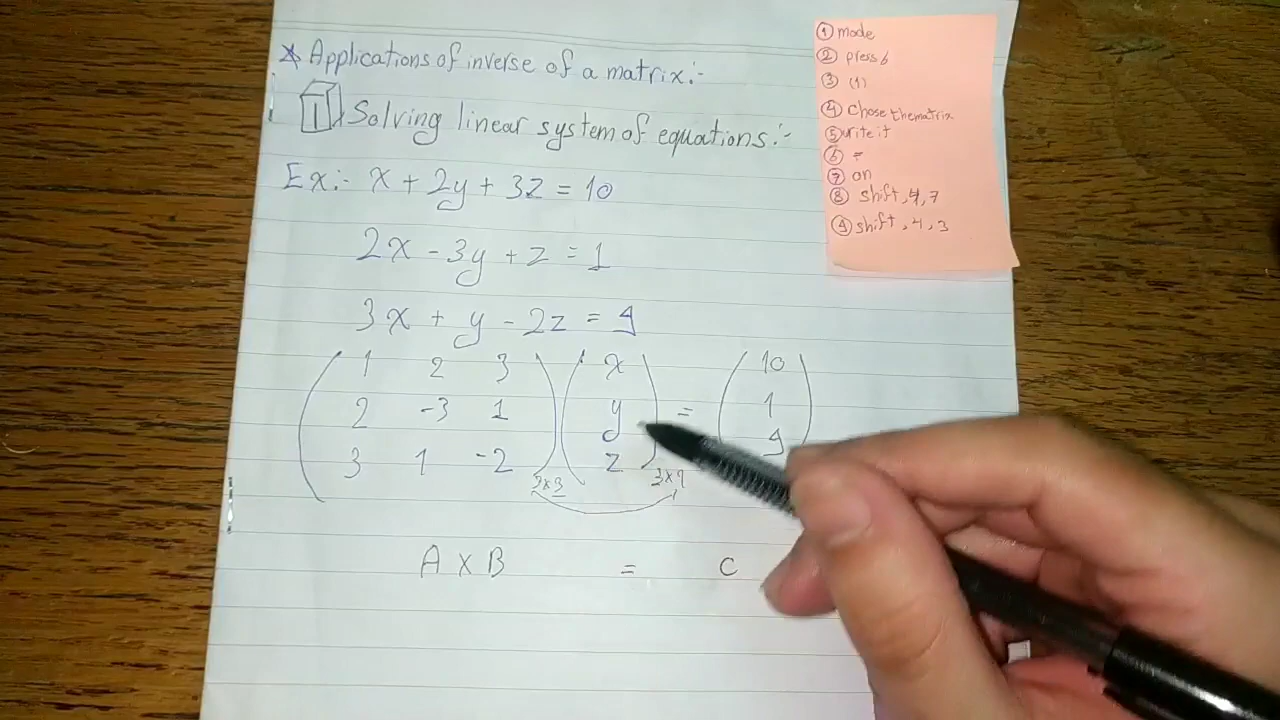 * Applications of inverse of a matrix:-
1 Solving linear system of equations:-
Ex:- x + 2y + 3z = 10
2x - 3y + z = 1
3x + y - 2z = 9
1 2 3 x = 10
2 -3 1 y 1
3 1 -2 z 9
3x3 3x1
A x B = C
① mode
② press 6
③ (1)
④ chose the matrix
⑤ write it
⑥ =
⑦ on
⑧ shift, 4, 7
⑨ shift, 4, 3